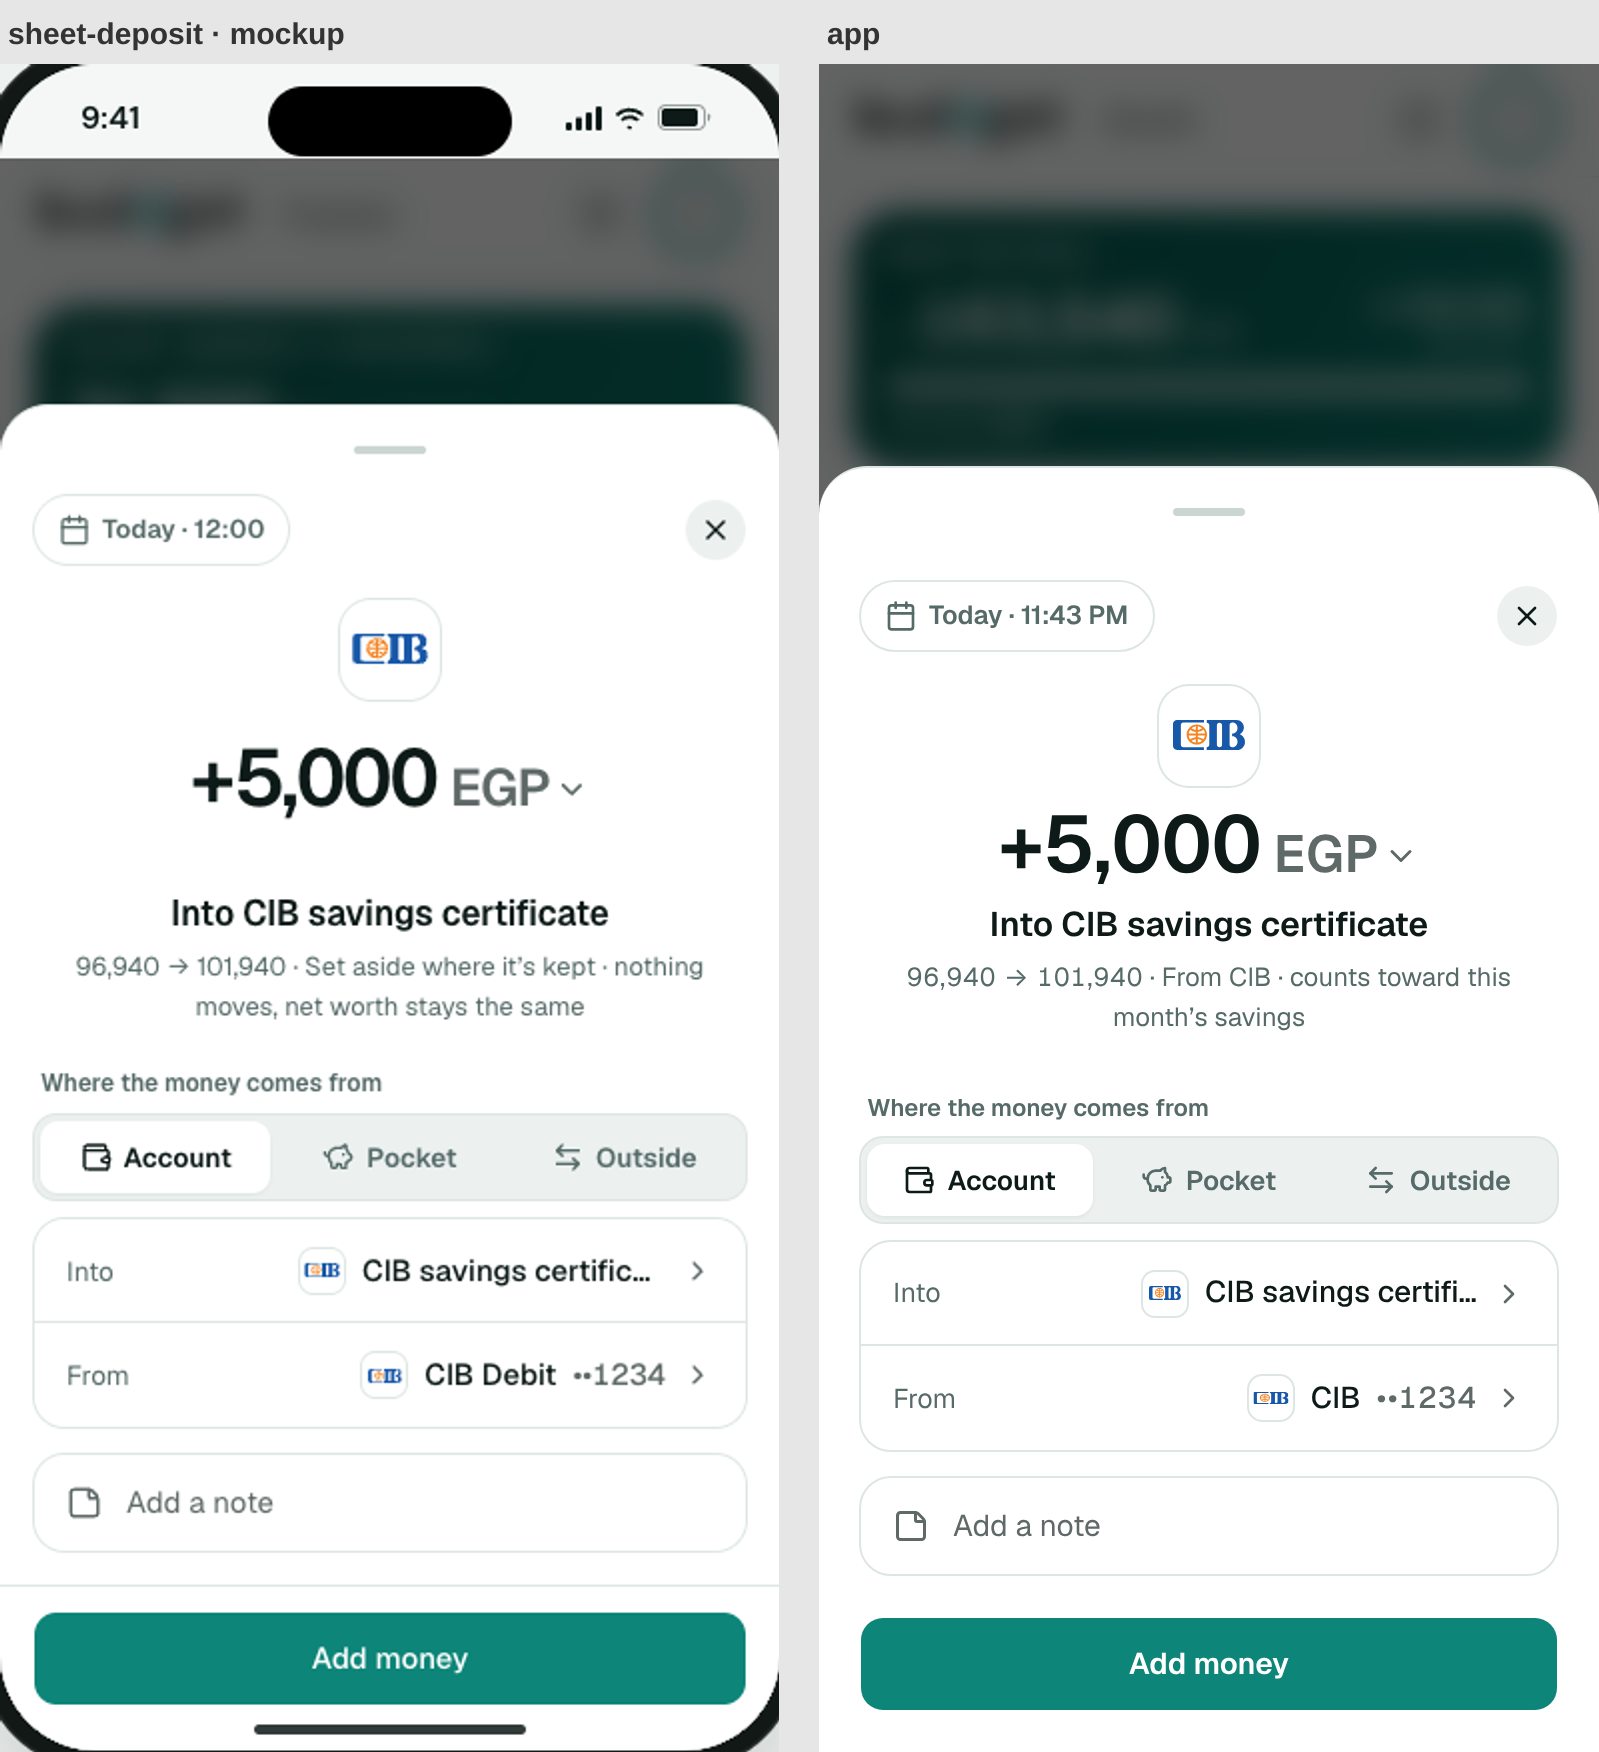 sheet-deposit · mockup
9:41
Today · 12:00
CIB
+5,000 EGP
Into CIB savings certificate
96,940 → 101,940 · Set aside where it’s kept · nothing
moves, net worth stays the same
Where the money comes from
Account
Pocket
Outside
Into
CIB
CIB savings certific...
From
CIB
CIB Debit ••1234
Add a note
Add money
app
Today · 11:43 PM
CIB
+5,000 EGP
Into CIB savings certificate
96,940 → 101,940 · From CIB · counts toward this
month’s savings
Where the money comes from
Account
Pocket
Outside
Into
CIB
CIB savings certifi...
From
CIB
CIB ••1234
Add a note
Add money